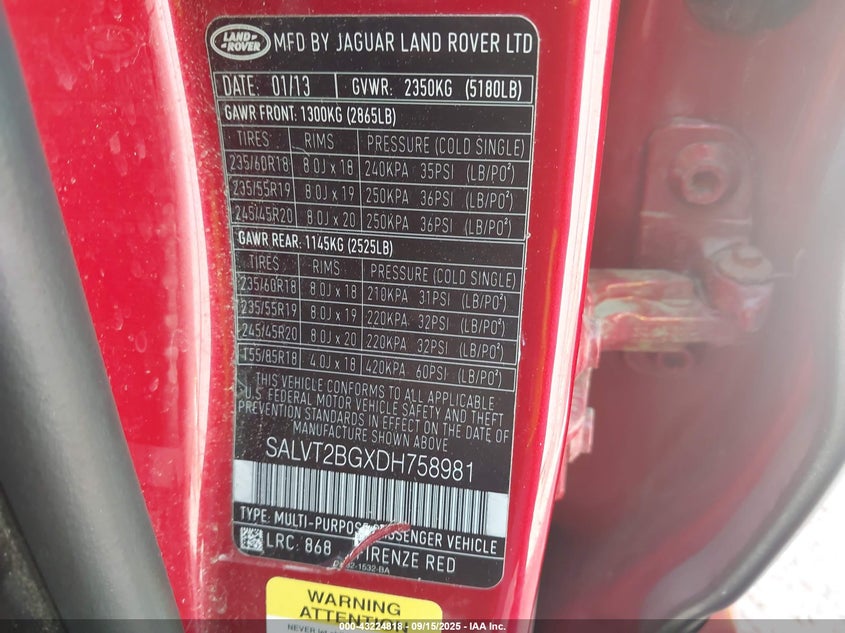 LAND ROVER MFD BY JAGUAR LAND ROVER LTD
DATE: 01/13 GVWR: 2350KG (5180LB)
GAWR FRONT: 1300KG (2865LB)
TIRES RIMS PRESSURE (COLD SINGLE)
235/60R18 8.0J x 18 240KPA 35PSI (LB/PO²)
235/55R19 8.0J x 19 250KPA 36PSI (LB/PO²)
245/45R20 8.0J x 20 250KPA 36PSI (LB/PO²)
GAWR REAR: 1145KG (2525LB)
TIRES RIMS PRESSURE (COLD SINGLE)
235/60R18 8.0J x 18 210KPA 31PSI (LB/PO²)
235/55R19 8.0J x 19 220KPA 32PSI (LB/PO²)
245/45R20 8.0J x 20 220KPA 32PSI (LB/PO²)
T55/85R18 4.0J x 18 420KPA 60PSI (LB/PO²)
THIS VEHICLE CONFORMS TO ALL APPLICABLE
U.S. FEDERAL MOTOR VEHICLE SAFETY AND THEFT
PREVENTION STANDARDS IN EFFECT ON THE DATE OF
MANUFACTURE SHOWN ABOVE
SALVT2BGXDH758981
TYPE: MULTI-PURPOSE PASSENGER VEHICLE
LRC: 868 FIRENZE RED
-1532-BA
WARNING
ATTENTION
NEVER
000-43224818 - 09/15/2025 - IAA Inc.